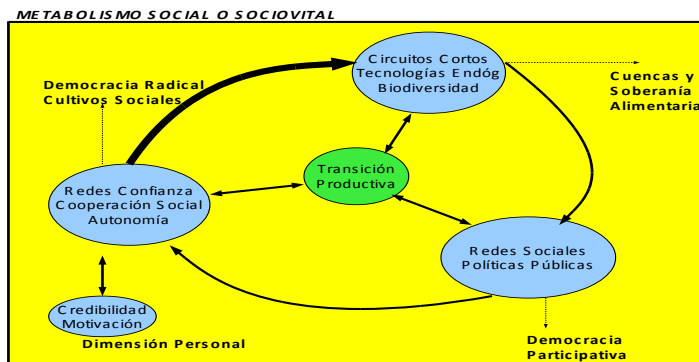 METABOLISMO SOCIAL O SOCIOVITAL
Circuitos Cortos
Tecnologías Endóg
Biodiversidad
Cuencas y
Soberanía
Alimentaria
Democracia Radical
Cultivos Sociales
Transición
Productiva
Redes Confianza
Cooperación Social
Autonomía
Redes Sociales
Políticas Públicas
Credibilidad
Motivación
Dimensión Personal
Democracia
Participativa